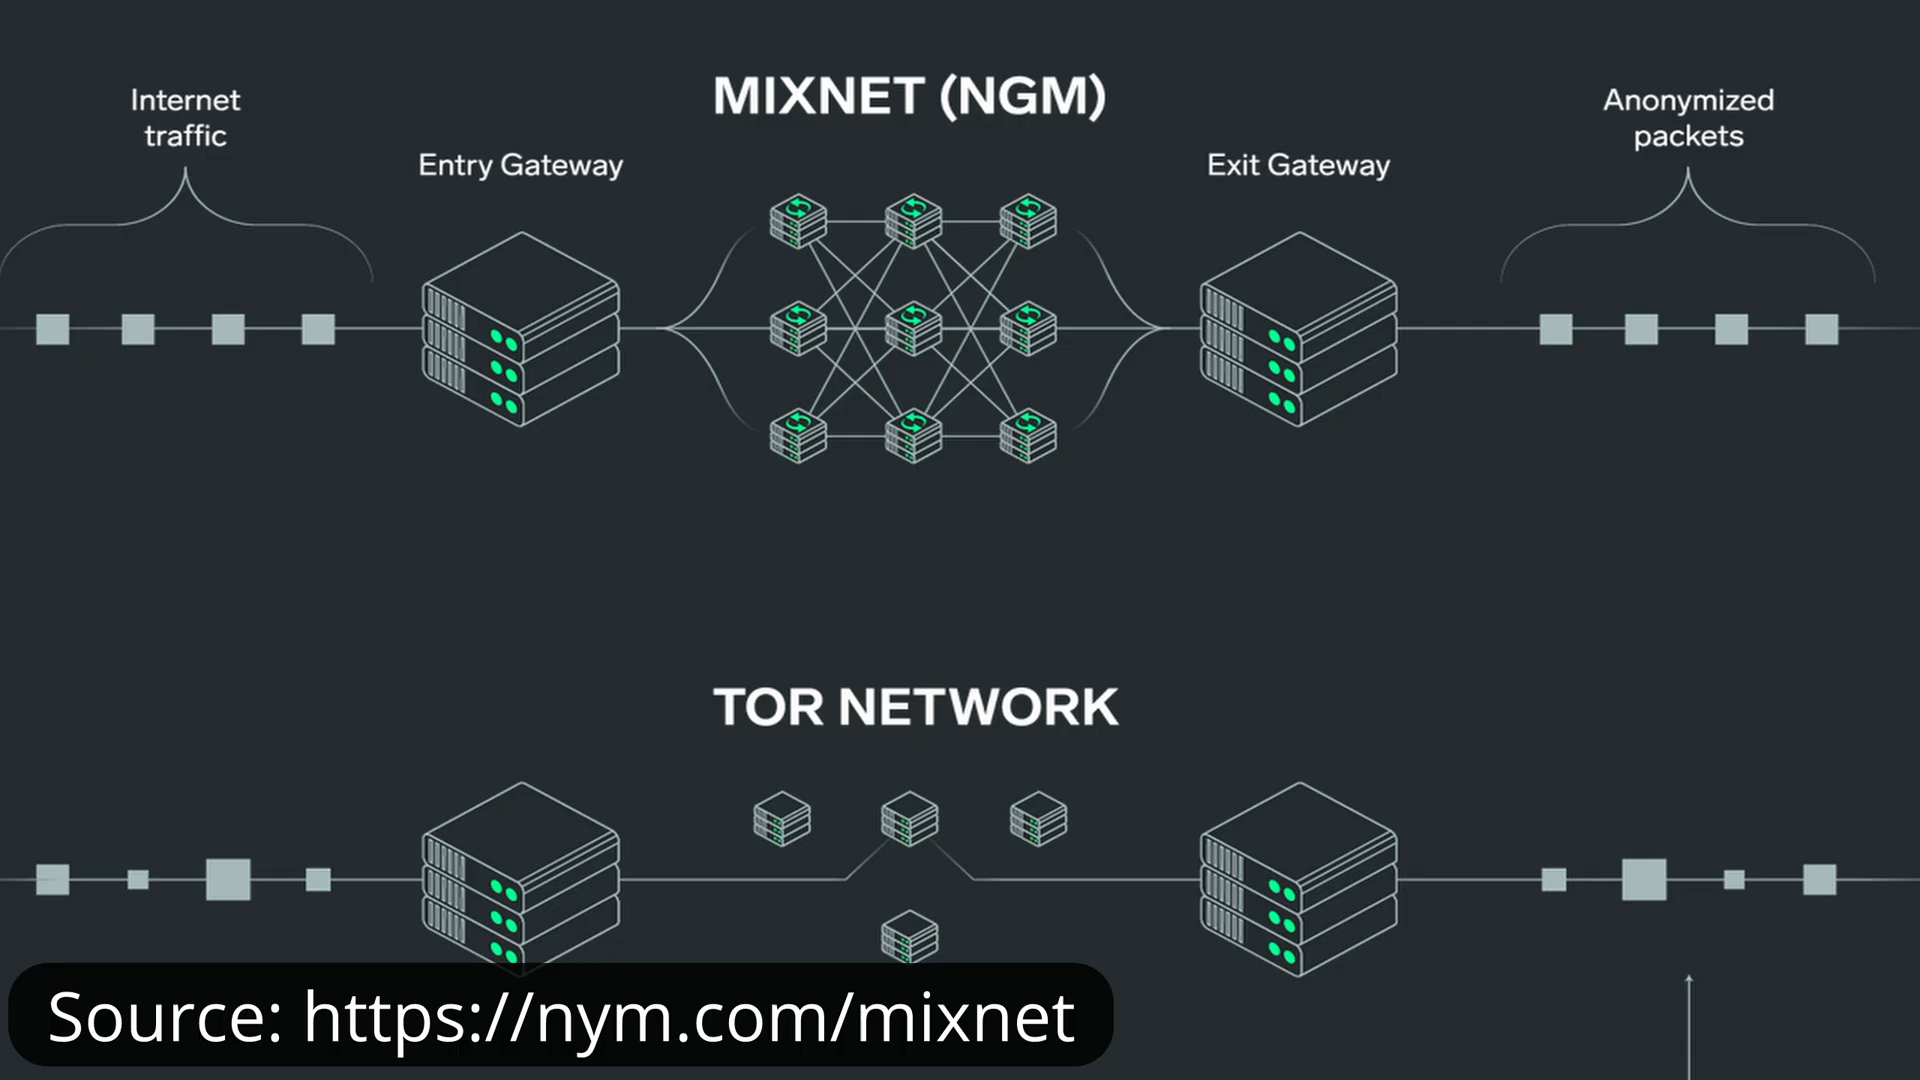 MIXNET (NGM)
Internet
traffic
Anonymized
packets
Entry Gateway
Exit Gateway
TOR NETWORK
Source: https://nym.com/mixnet